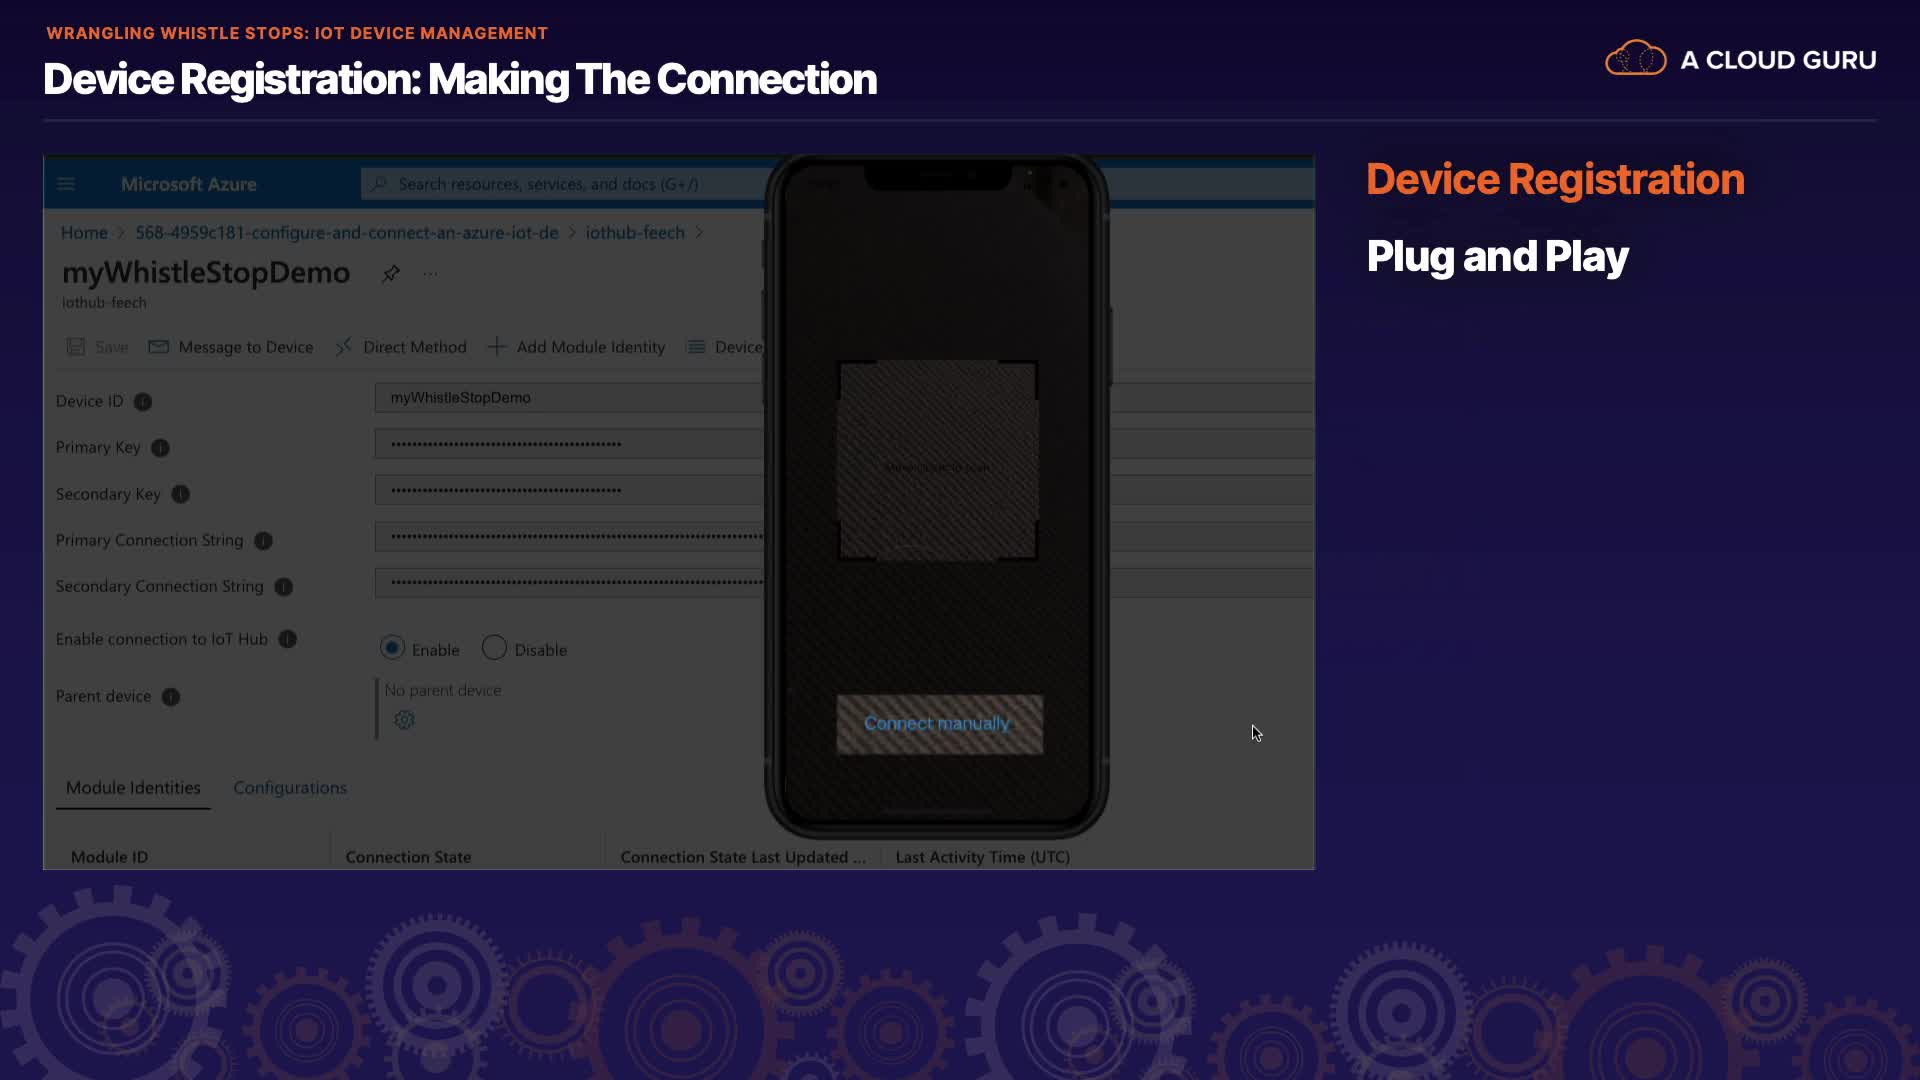 WRANGLING WHISTLE STOPS: IOT DEVICE MANAGEMENT
Device Registration: Making The Connection
A CLOUD GURU
Device Registration
Plug and Play
Microsoft Azure
Search resources, services, and docs (G+/)
Home > 568-4959c181-configure-and-connect-an-azure-iot-de > iothub-feech >
myWhistleStopDemo ...
iothub-feech
Save Message to Device Direct Method Add Module Identity Device
Device ID
myWhistleStopDemo
Primary Key
Secondary Key
Primary Connection String
Secondary Connection String
Enable connection to IoT Hub
Enable Disable
Parent device
No parent device
Connect manually
Module Identities Configurations
Module ID Connection State Connection State Last Updated ... Last Activity Time (UTC)